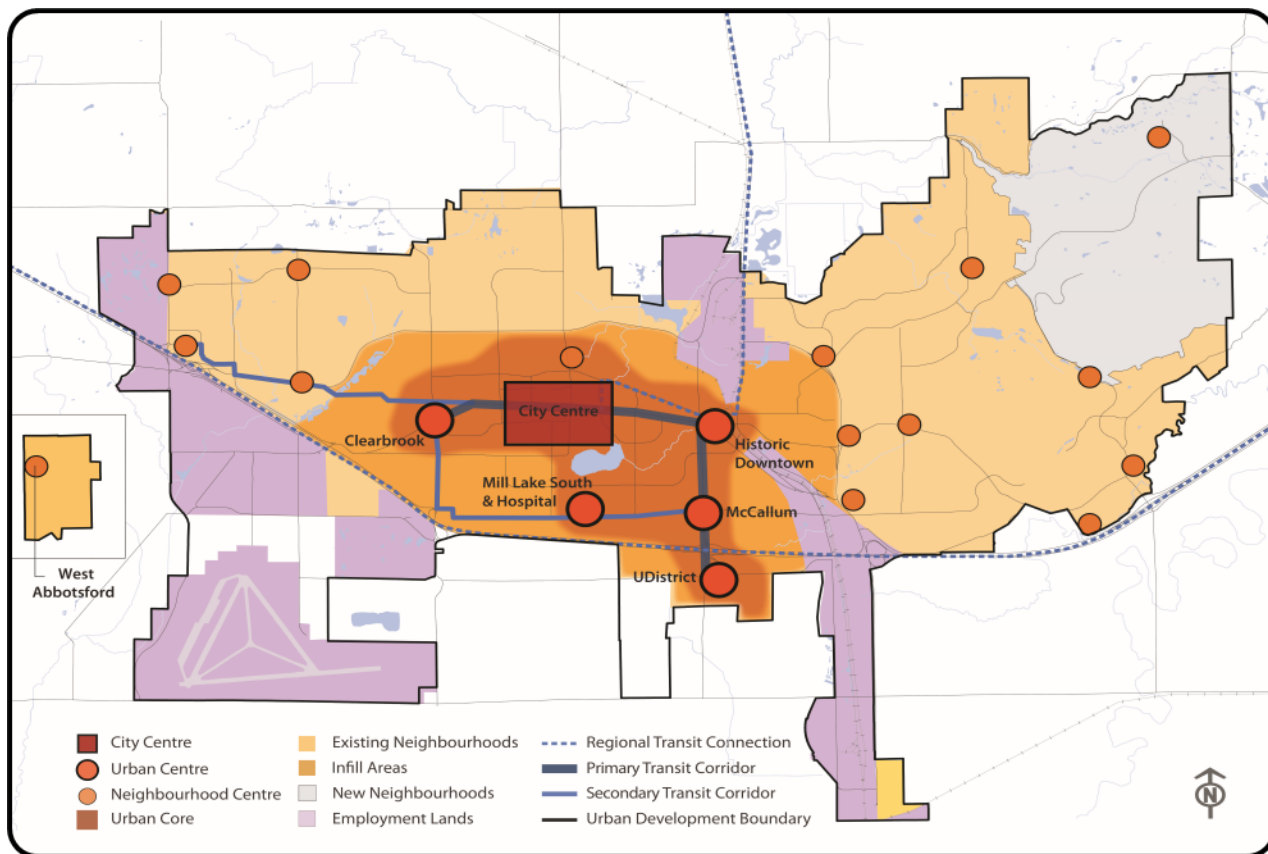 City Centre
Clearbrook
Historic
Downtown
Mill Lake South
& Hospital
McCallum
UDistrict
West
Abbotsford
City Centre
Urban Centre
Neighbourhood Centre
Urban Core
Existing Neighbourhoods
Infill Areas
New Neighbourhoods
Employment Lands
Regional Transit Connection
Primary Transit Corridor
Secondary Transit Corridor
Urban Development Boundary
N